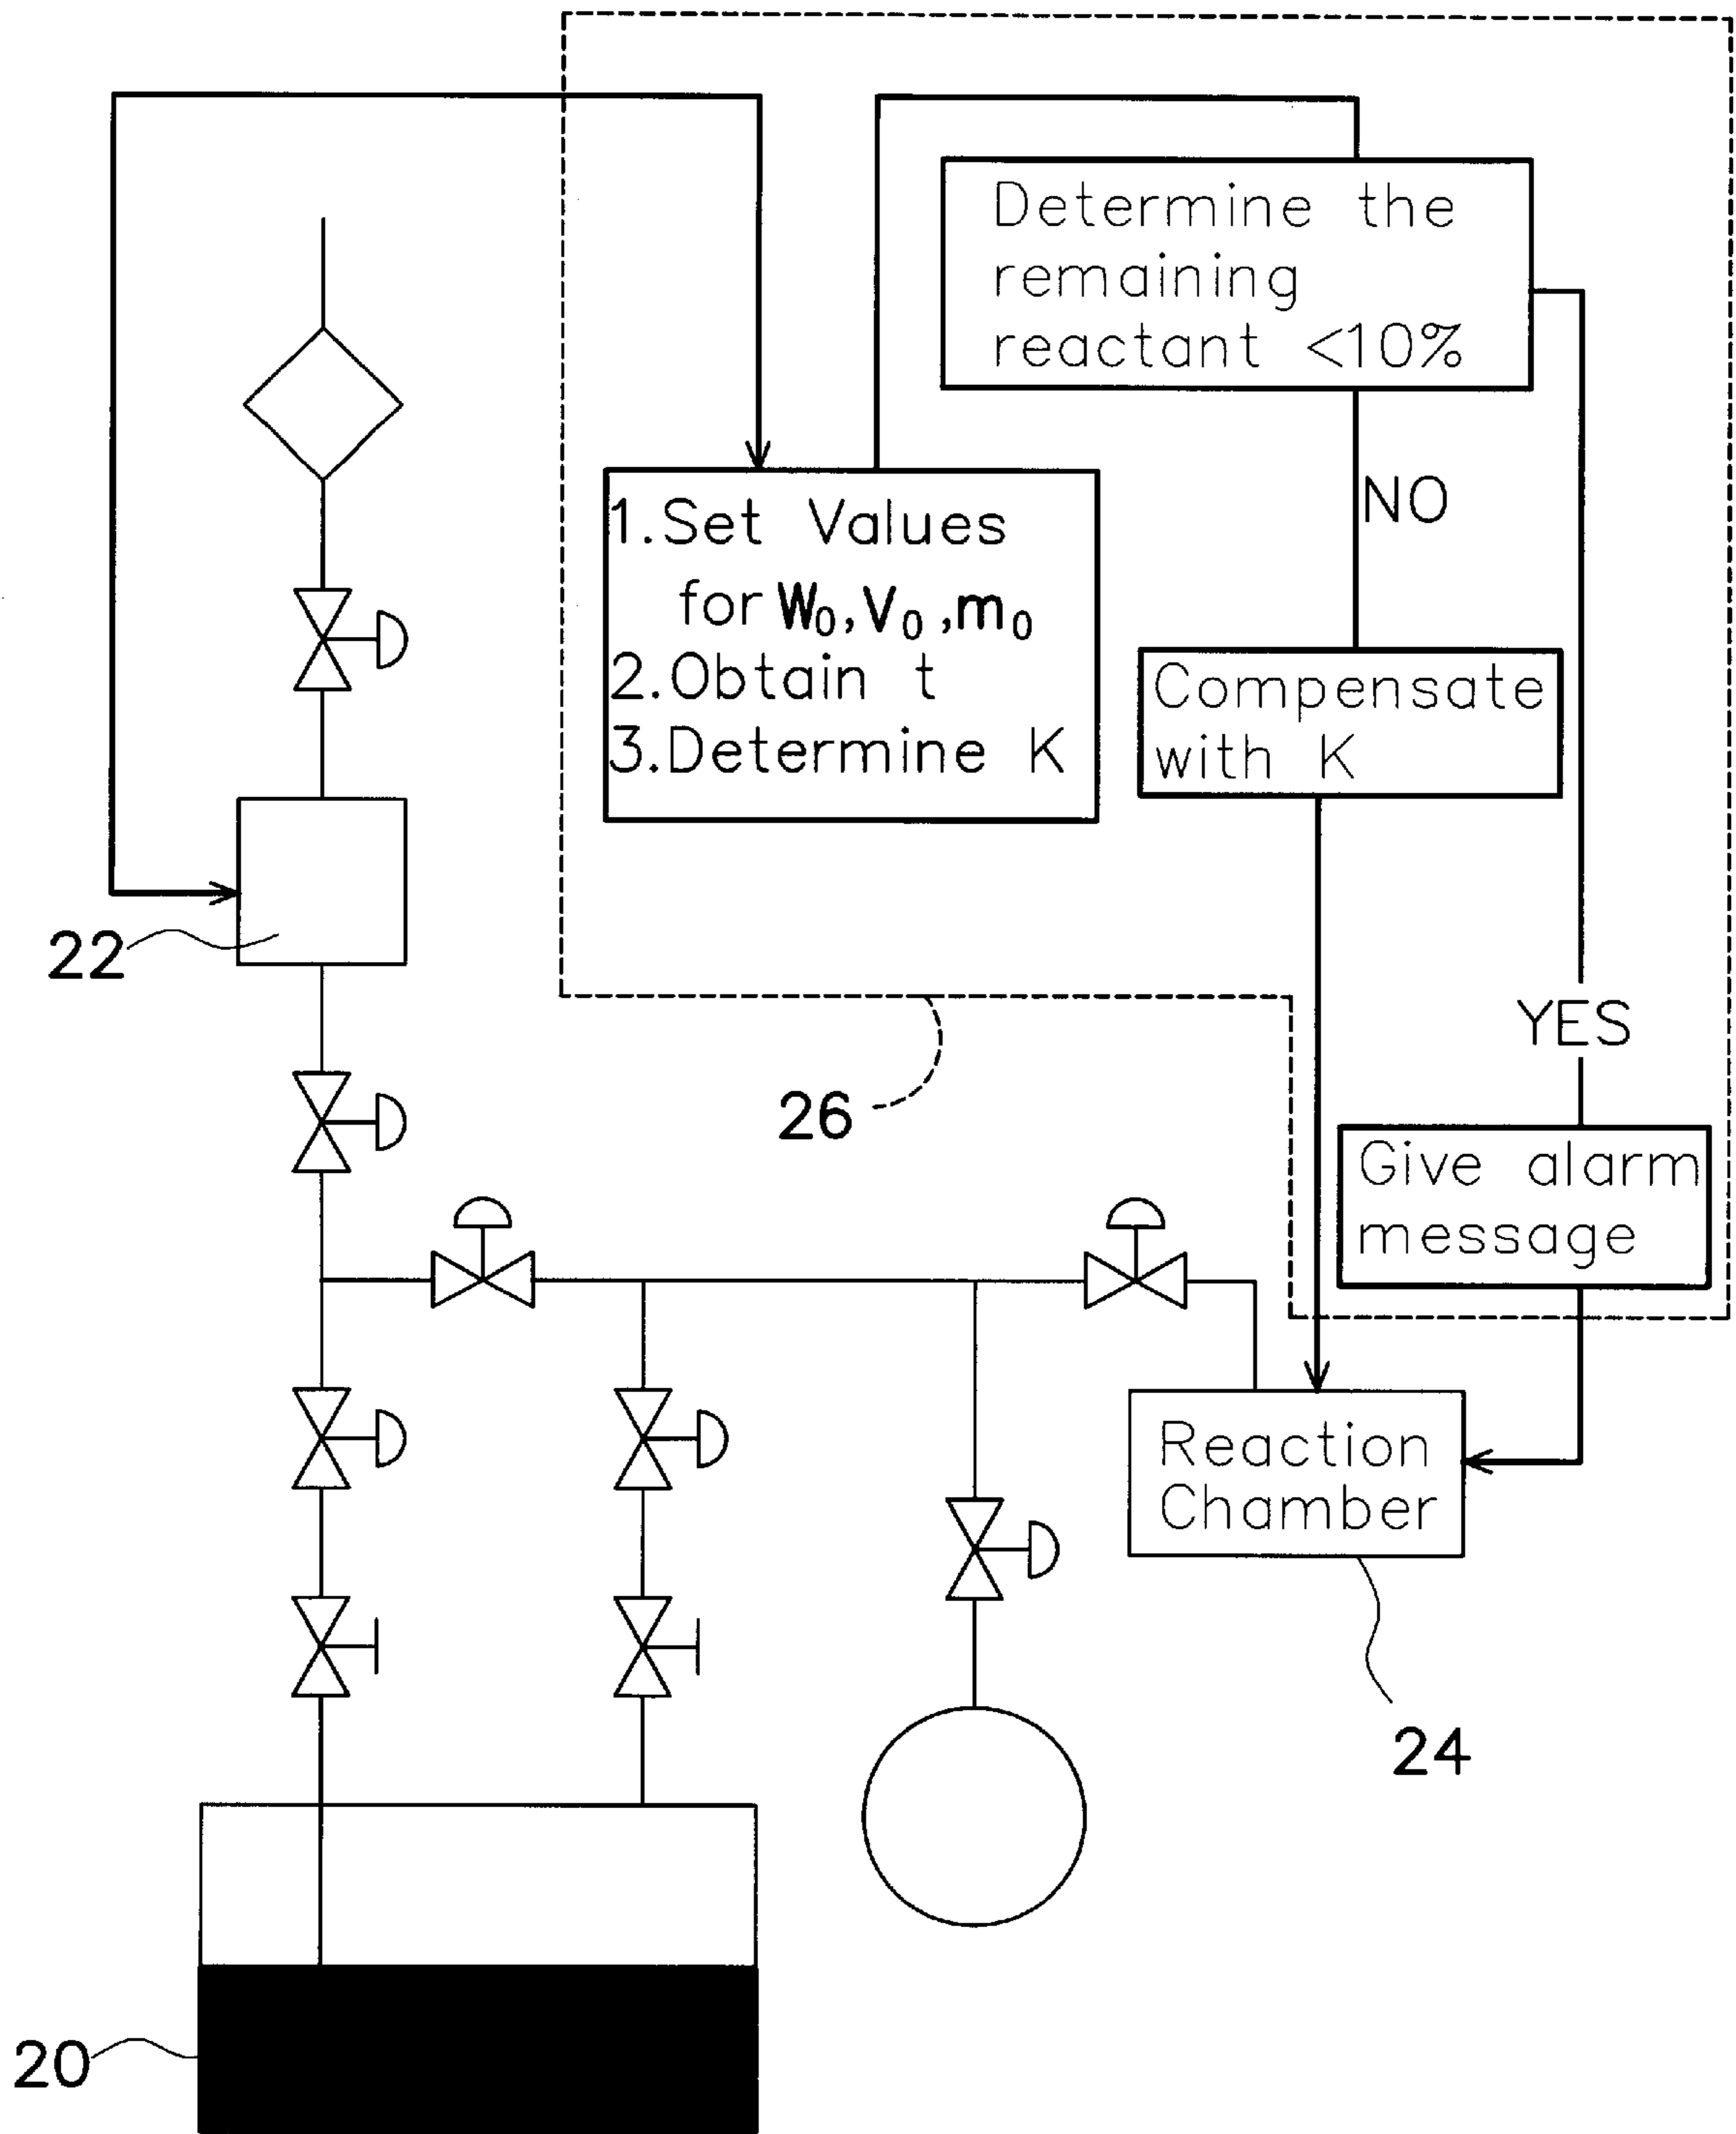 Determine the
remaining
reactant <10%
1.Set Values
for W₀,V₀,m₀
2.Obtain t
3.Determine K
NO
Compensate
with K
22
YES
26
Give alarm
message
Reaction
Chamber
24
20